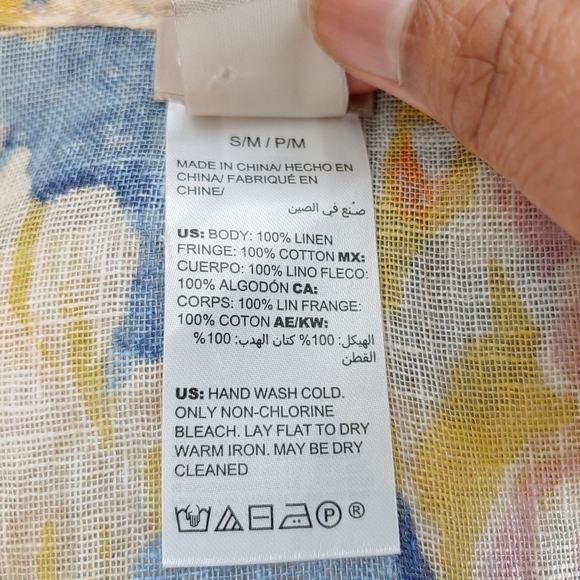 S/M / P/M
MADE IN CHINA/ HECHO EN
CHINA/ FABRIQUÉ EN
CHINE/
صُنع في الصين
US: BODY: 100% LINEN
FRINGE: 100% COTTON MX:
CUERPO: 100% LINO FLECO:
100% ALGODÓN CA:
CORPS: 100% LIN FRANGE:
100% COTON AE/KW:
الهيكل: 100% كتان الهدب: 100%
القطن
US: HAND WASH COLD.
ONLY NON-CHLORINE
BLEACH. LAY FLAT TO DRY
WARM IRON. MAY BE DRY
CLEANED
P ®